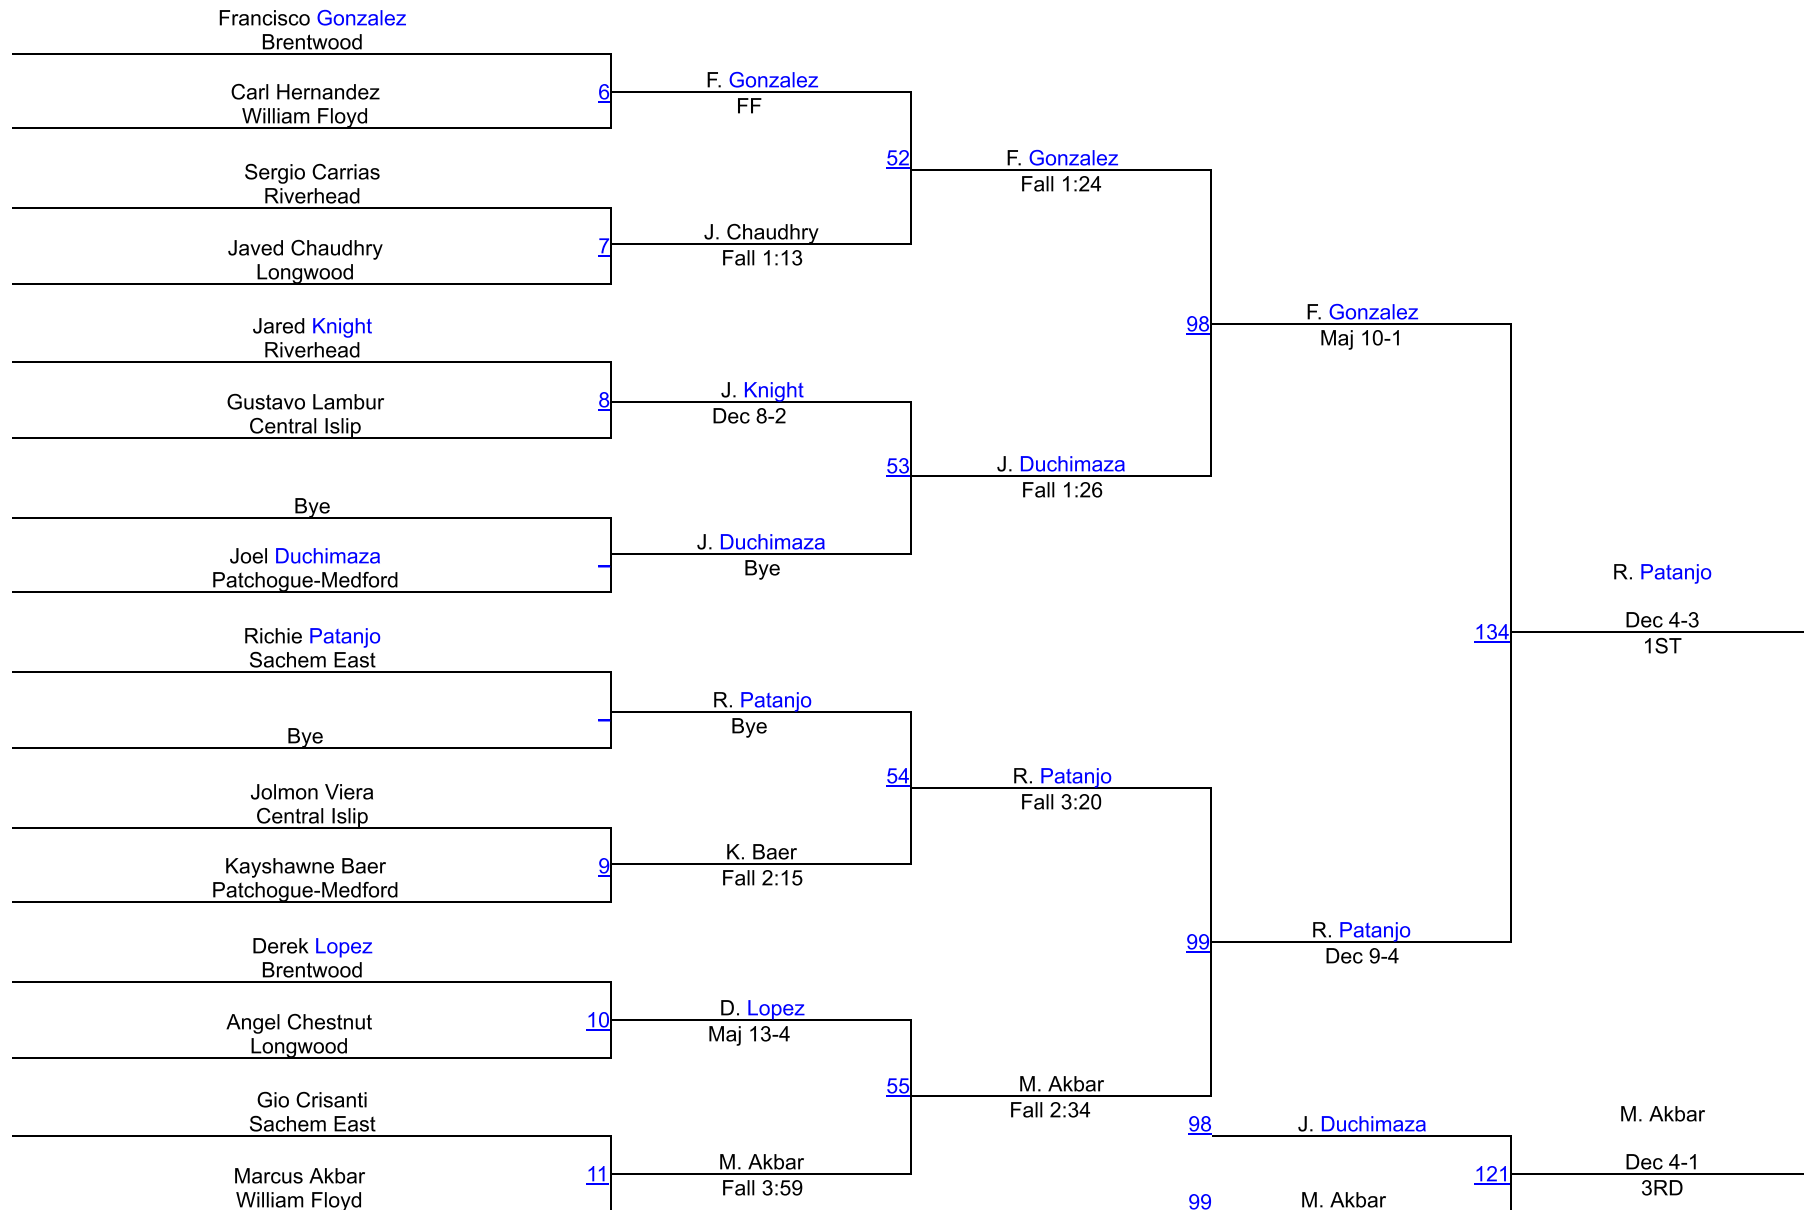 Francisco Gonzalez
Brentwood
Carl Hernandez
William Floyd
6
Sergio Carrias
Riverhead
Javed Chaudhry
Longwood
7
Jared Knight
Riverhead
Gustavo Lambur
Central Islip
8
Bye
Joel Duchimaza
Patchogue-Medford
Richie Patanjo
Sachem East
Bye
Jolmon Viera
Central Islip
Kayshawne Baer
Patchogue-Medford
9
Derek Lopez
Brentwood
Angel Chestnut
Longwood
10
Gio Crisanti
Sachem East
Marcus Akbar
William Floyd
11
F. Gonzalez
FF
52
J. Chaudhry
Fall 1:13
J. Knight
Dec 8-2
53
J. Duchimaza
Bye
R. Patanjo
Bye
54
K. Baer
Fall 2:15
D. Lopez
Maj 13-4
55
M. Akbar
Fall 3:59
F. Gonzalez
Fall 1:24
98
J. Duchimaza
Fall 1:26
R. Patanjo
Fall 3:20
99
M. Akbar
Fall 2:34
F. Gonzalez
Maj 10-1
134
R. Patanjo
Dec 9-4
R. Patanjo
Dec 4-3
1ST
98
J. Duchimaza
121
99
M. Akbar
M. Akbar
Dec 4-1
3RD